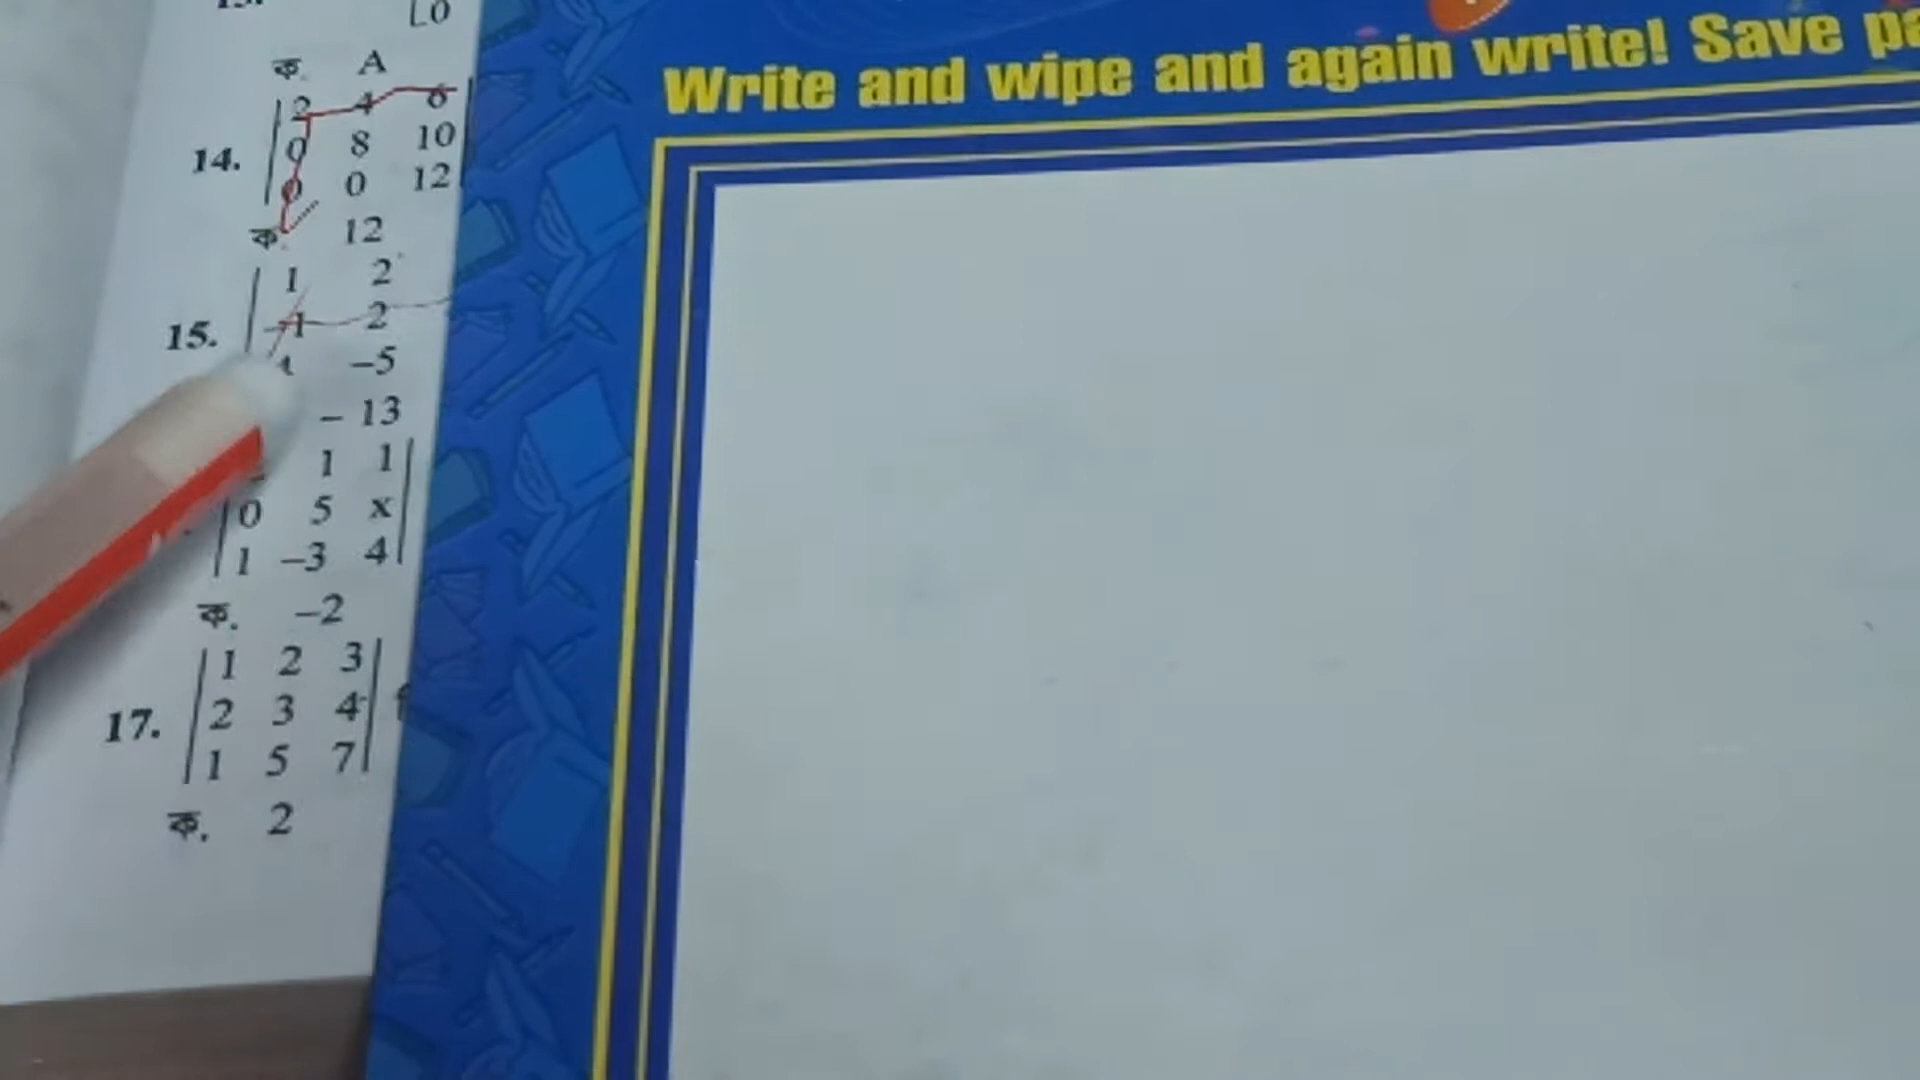 Write and wipe and again write! Save
ক. A
2 4 6
14. 0 8 10
0 0 12
ক. 12
1 2
15. -1 2
-5
- 13
1 1
0 5 x
1 -3 4
ক. -2
1 2 3
17. 2 3 4
1 5 7
ক. 2